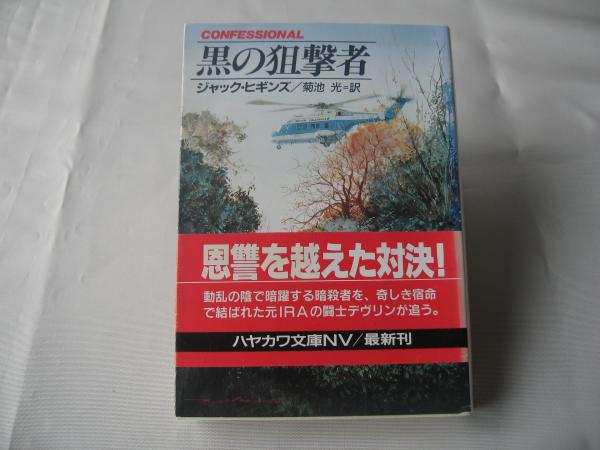 CONFESSIONAL
黒の狙撃者
ジャック・ヒギンズ/菊池 光=訳
恩讐を越えた対決!
動乱の陰で暗躍する暗殺者を、奇しき宿命
で結ばれた元IRAの闘士デヴリンが追う。
ハヤカワ文庫NV/最新刊